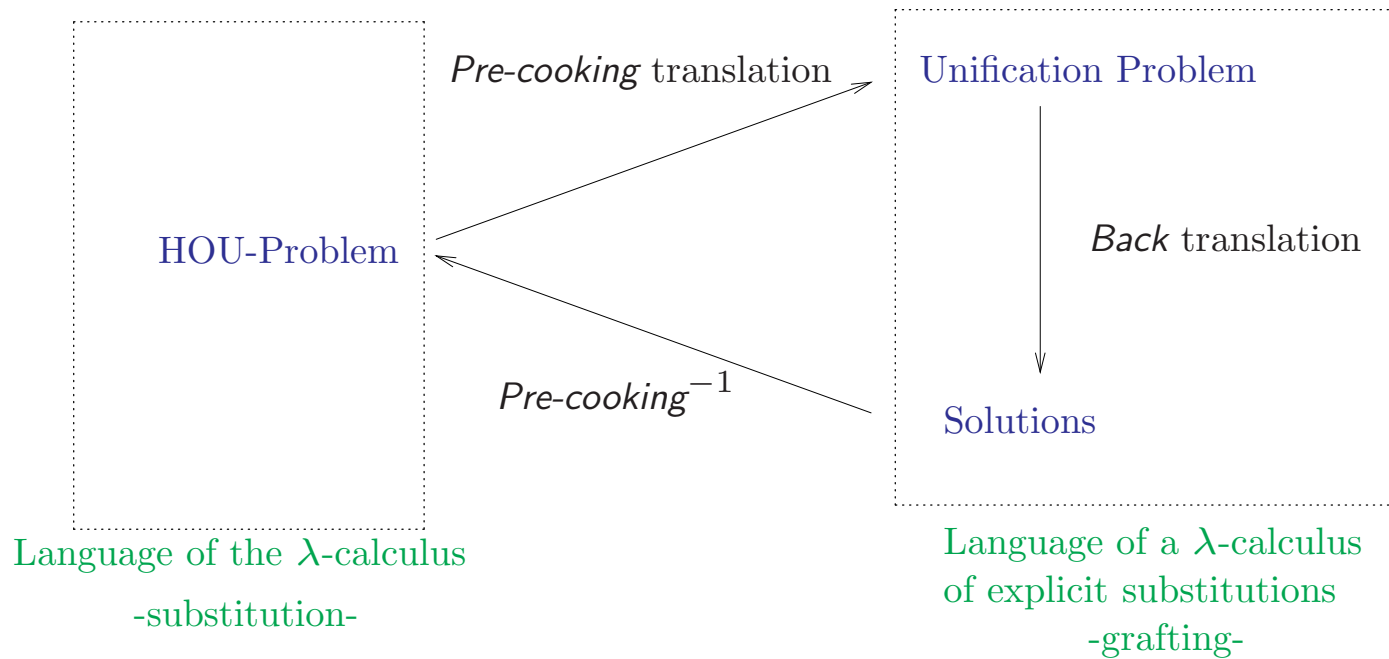 Pre-cooking translation
Unification Problem
HOU-Problem
Back translation
Pre-cooking⁻¹
Solutions
Language of the λ-calculus
-substitution-
Language of a λ-calculus
of explicit substitutions
-grafting-